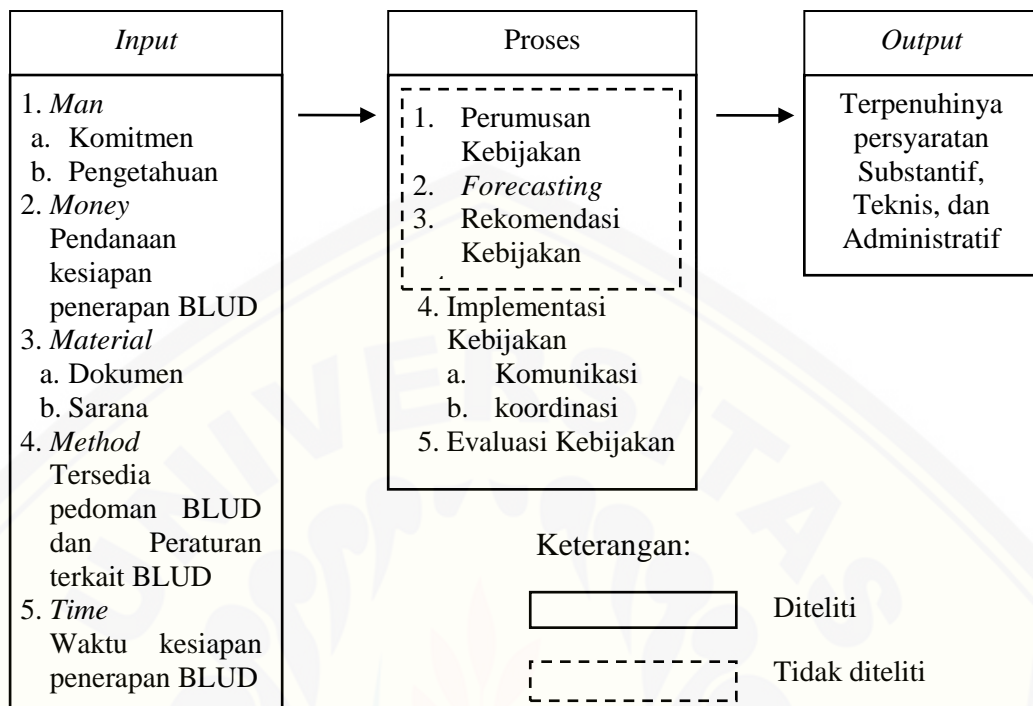 Input
1. Man
a. Komitmen
b. Pengetahuan
2. Money
Pendanaan
kesiapan
penerapan BLUD
3. Material
a. Dokumen
b. Sarana
4. Method
Tersedia
pedoman BLUD
dan Peraturan
terkait BLUD
5. Time
Waktu kesiapan
penerapan BLUD
Proses
1. Perumusan
Kebijakan
2. Forecasting
3. Rekomendasi
Kebijakan
4. Implementasi
Kebijakan
a. Komunikasi
b. koordinasi
5. Evaluasi Kebijakan
Output
Terpenuhinya
persyaratan
Substantif,
Teknis, dan
Administratif
Keterangan:
Diteliti
Tidak diteliti
UNIVERSITAS